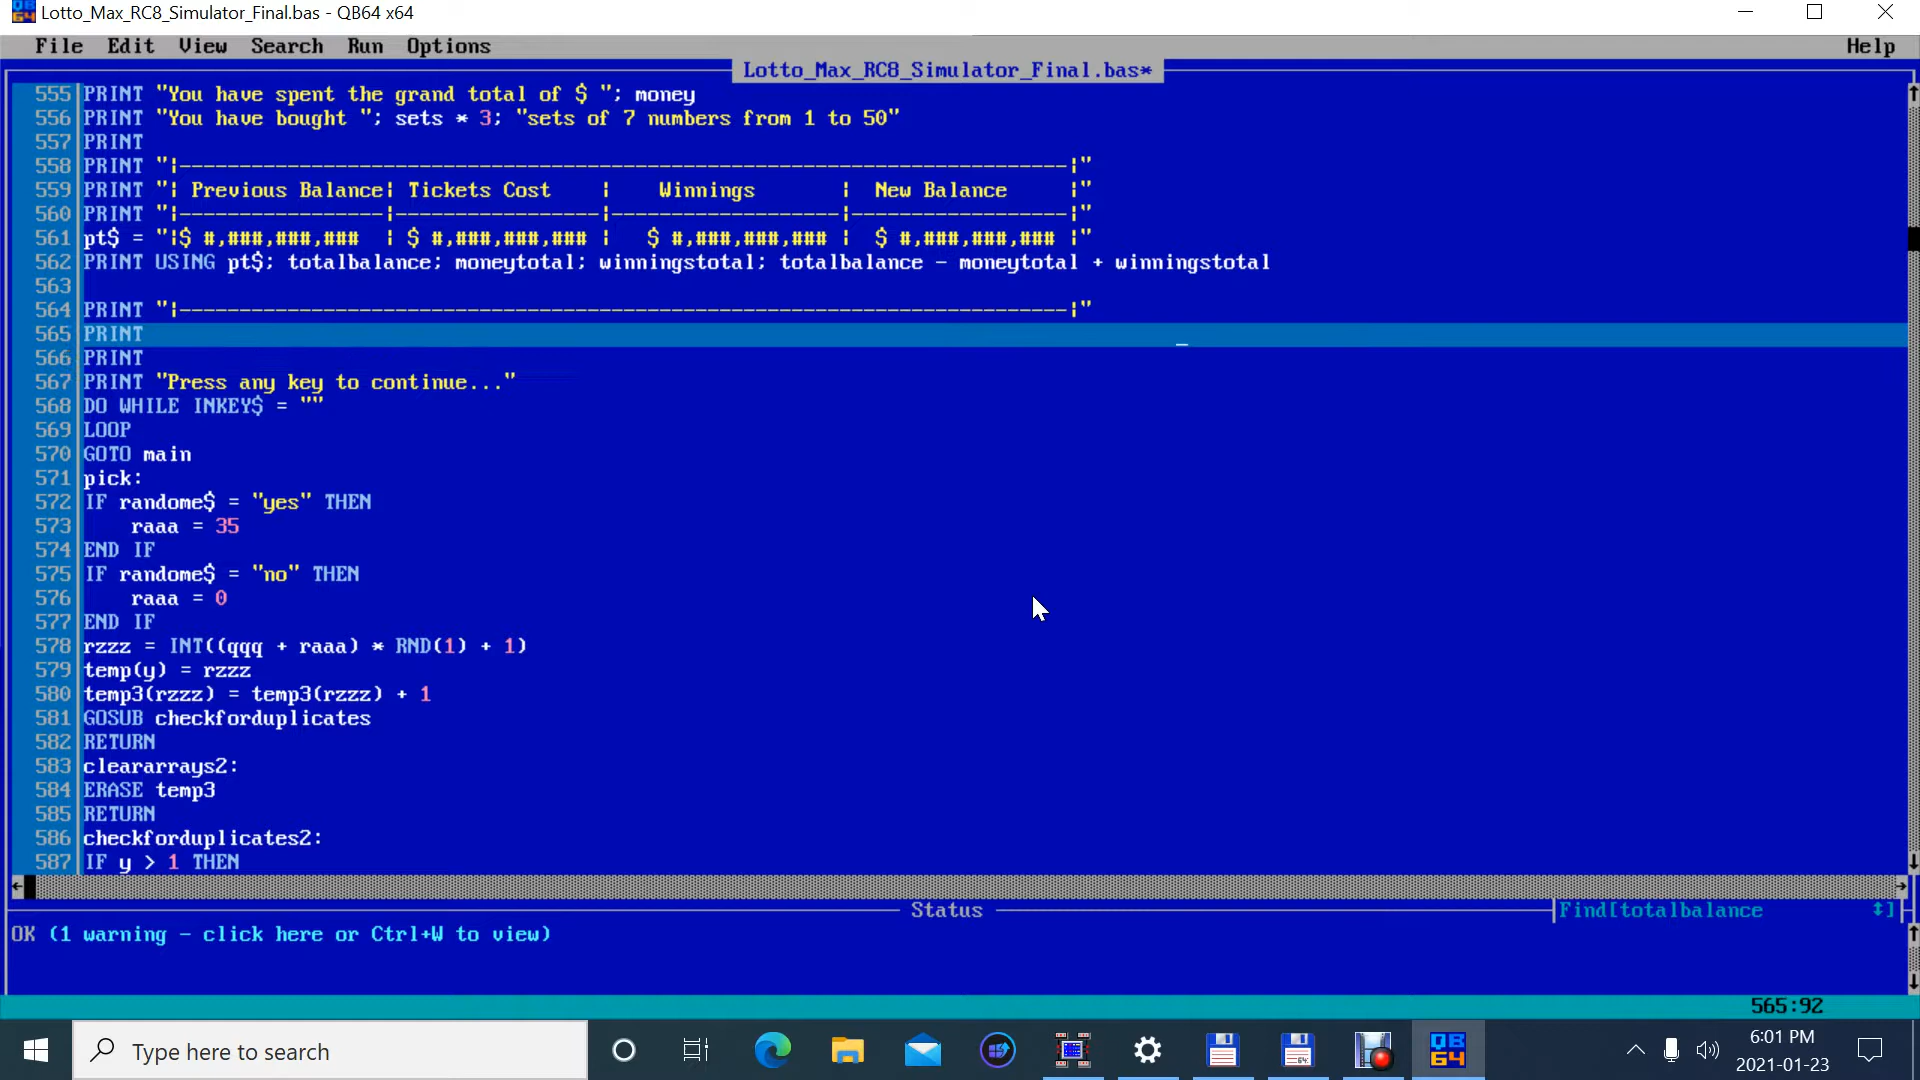 Lotto_Max_RC8_Simulator_Final.bas - QB64 x64
File Edit View Search Run Options Help
Lotto_Max_RC8_Simulator_Final.bas*
555 PRINT "You have spent the grand total of $ "; money
556 PRINT "You have bought "; sets * 3; "sets of 7 numbers from 1 to 50"
557 PRINT
558 PRINT "¦--------------------------------------------------------------------------¦"
559 PRINT "¦ Previous Balance¦ Tickets Cost    ¦    Winnings       ¦  New Balance     ¦"
560 PRINT "¦-----------------¦-----------------¦-------------------¦------------------¦"
561 pt$ = "¦$ #,###,###,###  ¦ $ #,###,###,### ¦   $ #,###,###,### ¦  $ #,###,###,### ¦"
562 PRINT USING pt$; totalbalance; moneytotal; winningstotal; totalbalance - moneytotal + winningstotal
563
564 PRINT "¦--------------------------------------------------------------------------¦"
565 PRINT
566 PRINT
567 PRINT "Press any key to continue..."
568 DO WHILE INKEY$ = ""
569 LOOP
570 GOTO main
571 pick:
572 IF randome$ = "yes" THEN
573     raaa = 35
574 END IF
575 IF randome$ = "no" THEN
576     raaa = 0
577 END IF
578 rzzz = INT((qqq + raaa) * RND(1) + 1)
579 temp(y) = rzzz
580 temp3(rzzz) = temp3(rzzz) + 1
581 GOSUB checkforduplicates
582 RETURN
583 cleararrays2:
584 ERASE temp3
585 RETURN
586 checkforduplicates2:
587 IF y > 1 THEN
Status
Find[totalbalance ]
OK (1 warning - click here or Ctrl+W to view)
565:92
Type here to search
QB64
6:01 PM
2021-01-23